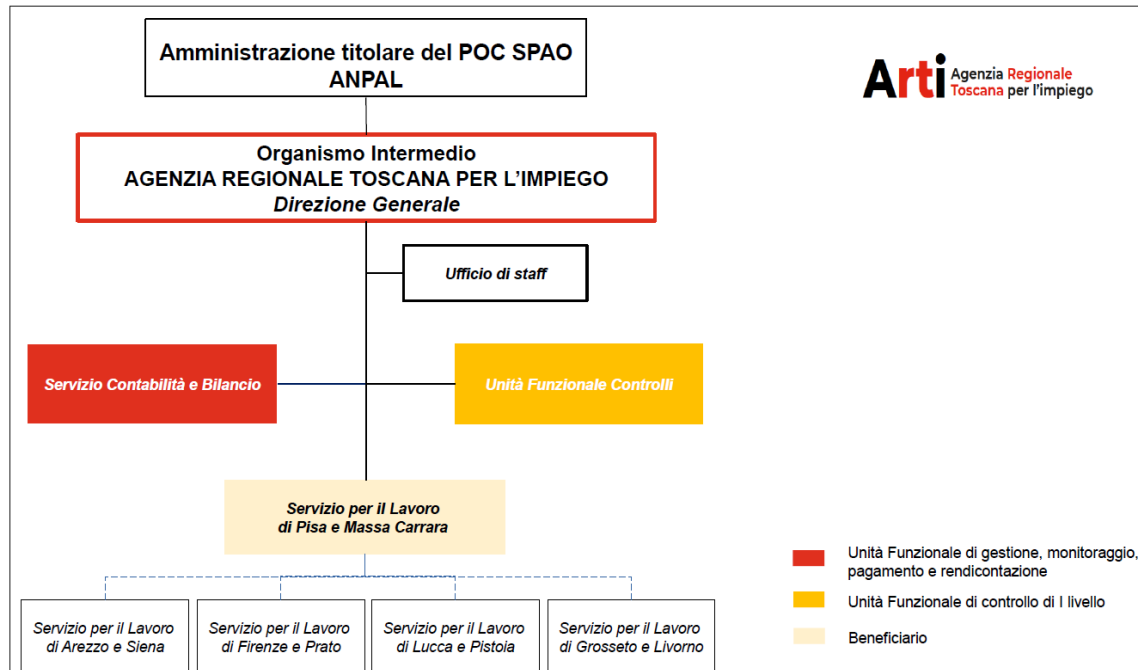 Amministrazione titolare del POC SPAO
ANPAL
Arti Agenzia Regionale
Toscana per l'impiego
Organismo Intermedio
AGENZIA REGIONALE TOSCANA PER L'IMPIEGO
Direzione Generale
Ufficio di staff
Servizio Contabilità e Bilancio
Unità Funzionale Controlli
Servizio per il Lavoro
di Pisa e Massa Carrara
Unità Funzionale di gestione, monitoraggio,
pagamento e rendicontazione
Unità Funzionale di controllo di I livello
Beneficiario
Servizio per il Lavoro
di Arezzo e Siena
Servizio per il Lavoro
di Firenze e Prato
Servizio per il Lavoro
di Lucca e Pistoia
Servizio per il Lavoro
di Grosseto e Livorno